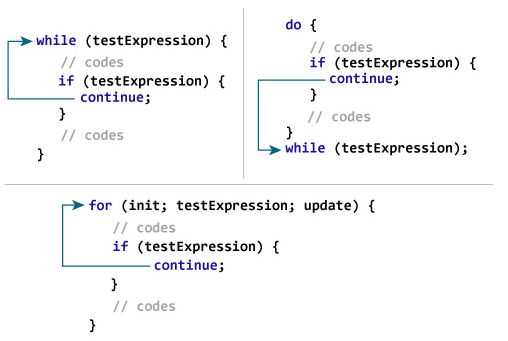 while (testExpression) {
// codes
if (testExpression) {
continue;
}
// codes
}
do {
// codes
if (testExpression) {
continue;
}
// codes
}
while (testExpression);
for (init; testExpression; update) {
// codes
if (testExpression) {
continue;
}
// codes
}